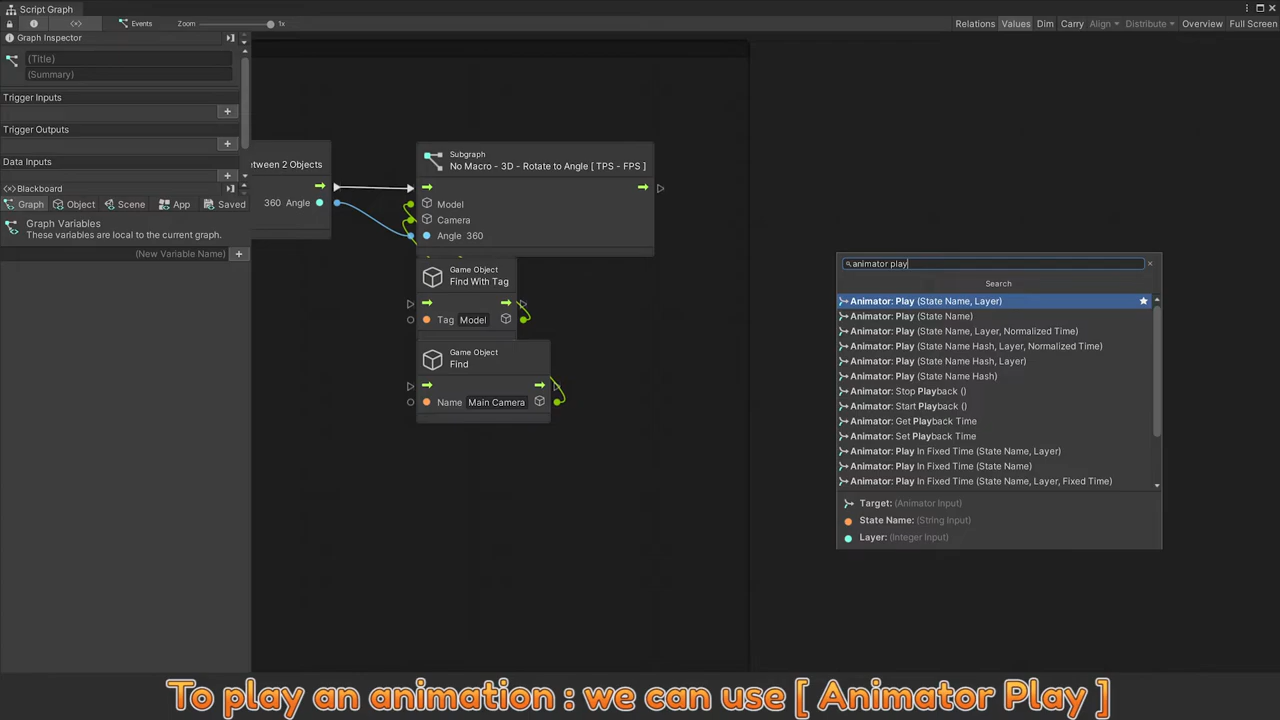 Script Graph
Events
Zoom
1x
Relations Values Dim Carry Align Distribute Overview Full Screen
Graph Inspector
(Title)
(Summary)
Trigger Inputs
Trigger Outputs
Data Inputs
Blackboard
Graph Object Scene App Saved
Graph Variables
These variables are local to the current graph.
(New Variable Name)
etween 2 Objects
360 Angle
Subgraph
No Macro - 3D - Rotate to Angle [ TPS - FPS ]
Model
Camera
Angle 360
Game Object
Find With Tag
Tag Model
Game Object
Find
Name Main Camera
animator play
Search
Animator: Play (State Name, Layer)
Animator: Play (State Name)
Animator: Play (State Name, Layer, Normalized Time)
Animator: Play (State Name Hash, Layer, Normalized Time)
Animator: Play (State Name Hash, Layer)
Animator: Play (State Name Hash)
Animator: Stop Playback ()
Animator: Start Playback ()
Animator: Get Playback Time
Animator: Set Playback Time
Animator: Play In Fixed Time (State Name, Layer)
Animator: Play In Fixed Time (State Name)
Animator: Play In Fixed Time (State Name, Layer, Fixed Time)
Target: (Animator Input)
State Name: (String Input)
Layer: (Integer Input)
To play an animation : we can use [ Animator Play ]